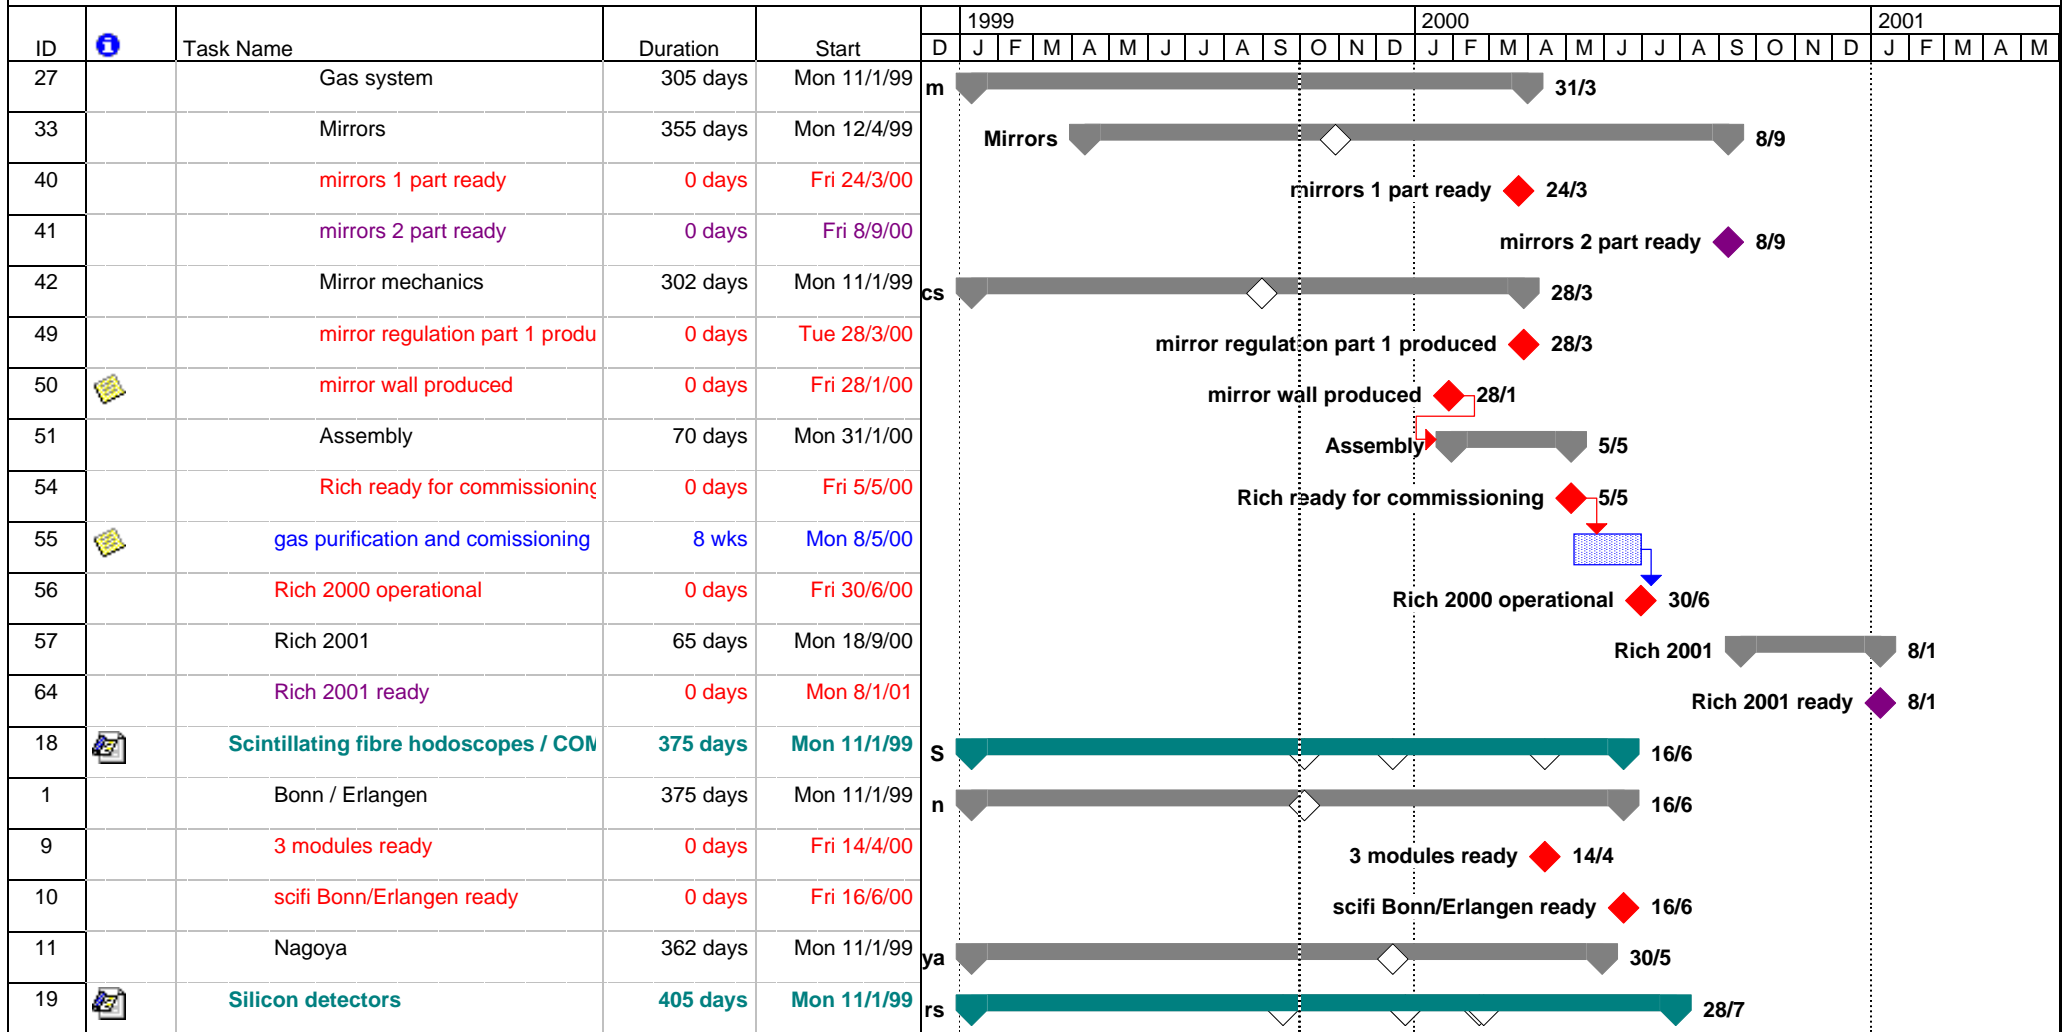 1999 2000 2001
ID Task Name Duration Start D J F M A M J J A S O N D J F M A M J J A S O N D J F M A M
27 Gas system 305 days Mon 11/1/99 m 31/3
33 Mirrors 355 days Mon 12/4/99 Mirrors 8/9
40 mirrors 1 part ready 0 days Fri 24/3/00 mirrors 1 part ready 24/3
41 mirrors 2 part ready 0 days Fri 8/9/00 mirrors 2 part ready 8/9
42 Mirror mechanics 302 days Mon 11/1/99 cs 28/3
49 mirror regulation part 1 produ 0 days Tue 28/3/00 mirror regulation part 1 produced 28/3
50 mirror wall produced 0 days Fri 28/1/00 mirror wall produced 28/1
51 Assembly 70 days Mon 31/1/00 Assembly 5/5
54 Rich ready for commissioning 0 days Fri 5/5/00 Rich ready for commissioning 5/5
55 gas purification and comissioning 8 wks Mon 8/5/00
56 Rich 2000 operational 0 days Fri 30/6/00 Rich 2000 operational 30/6
57 Rich 2001 65 days Mon 18/9/00 Rich 2001 8/1
64 Rich 2001 ready 0 days Mon 8/1/01 Rich 2001 ready 8/1
18 Scintillating fibre hodoscopes / COM 375 days Mon 11/1/99 S 16/6
1 Bonn / Erlangen 375 days Mon 11/1/99 n 16/6
9 3 modules ready 0 days Fri 14/4/00 3 modules ready 14/4
10 scifi Bonn/Erlangen ready 0 days Fri 16/6/00 scifi Bonn/Erlangen ready 16/6
11 Nagoya 362 days Mon 11/1/99 ya 30/5
19 Silicon detectors 405 days Mon 11/1/99 rs 28/7